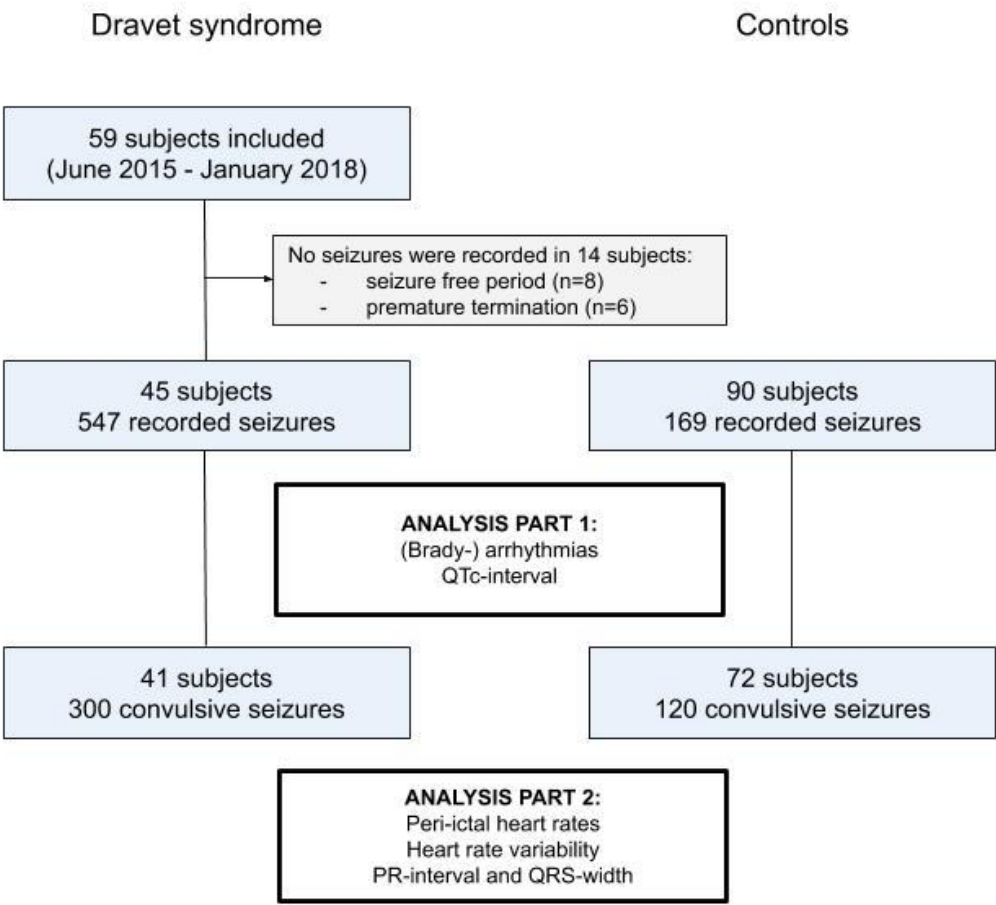 Dravet syndrome
Controls
59 subjects included
(June 2015 - January 2018)
No seizures were recorded in 14 subjects:
- seizure free period (n=8)
- premature termination (n=6)
45 subjects
547 recorded seizures
90 subjects
169 recorded seizures
ANALYSIS PART 1:
(Brady-) arrhythmias
QTc-interval
41 subjects
300 convulsive seizures
72 subjects
120 convulsive seizures
ANALYSIS PART 2:
Peri-ictal heart rates
Heart rate variability
PR-interval and QRS-width